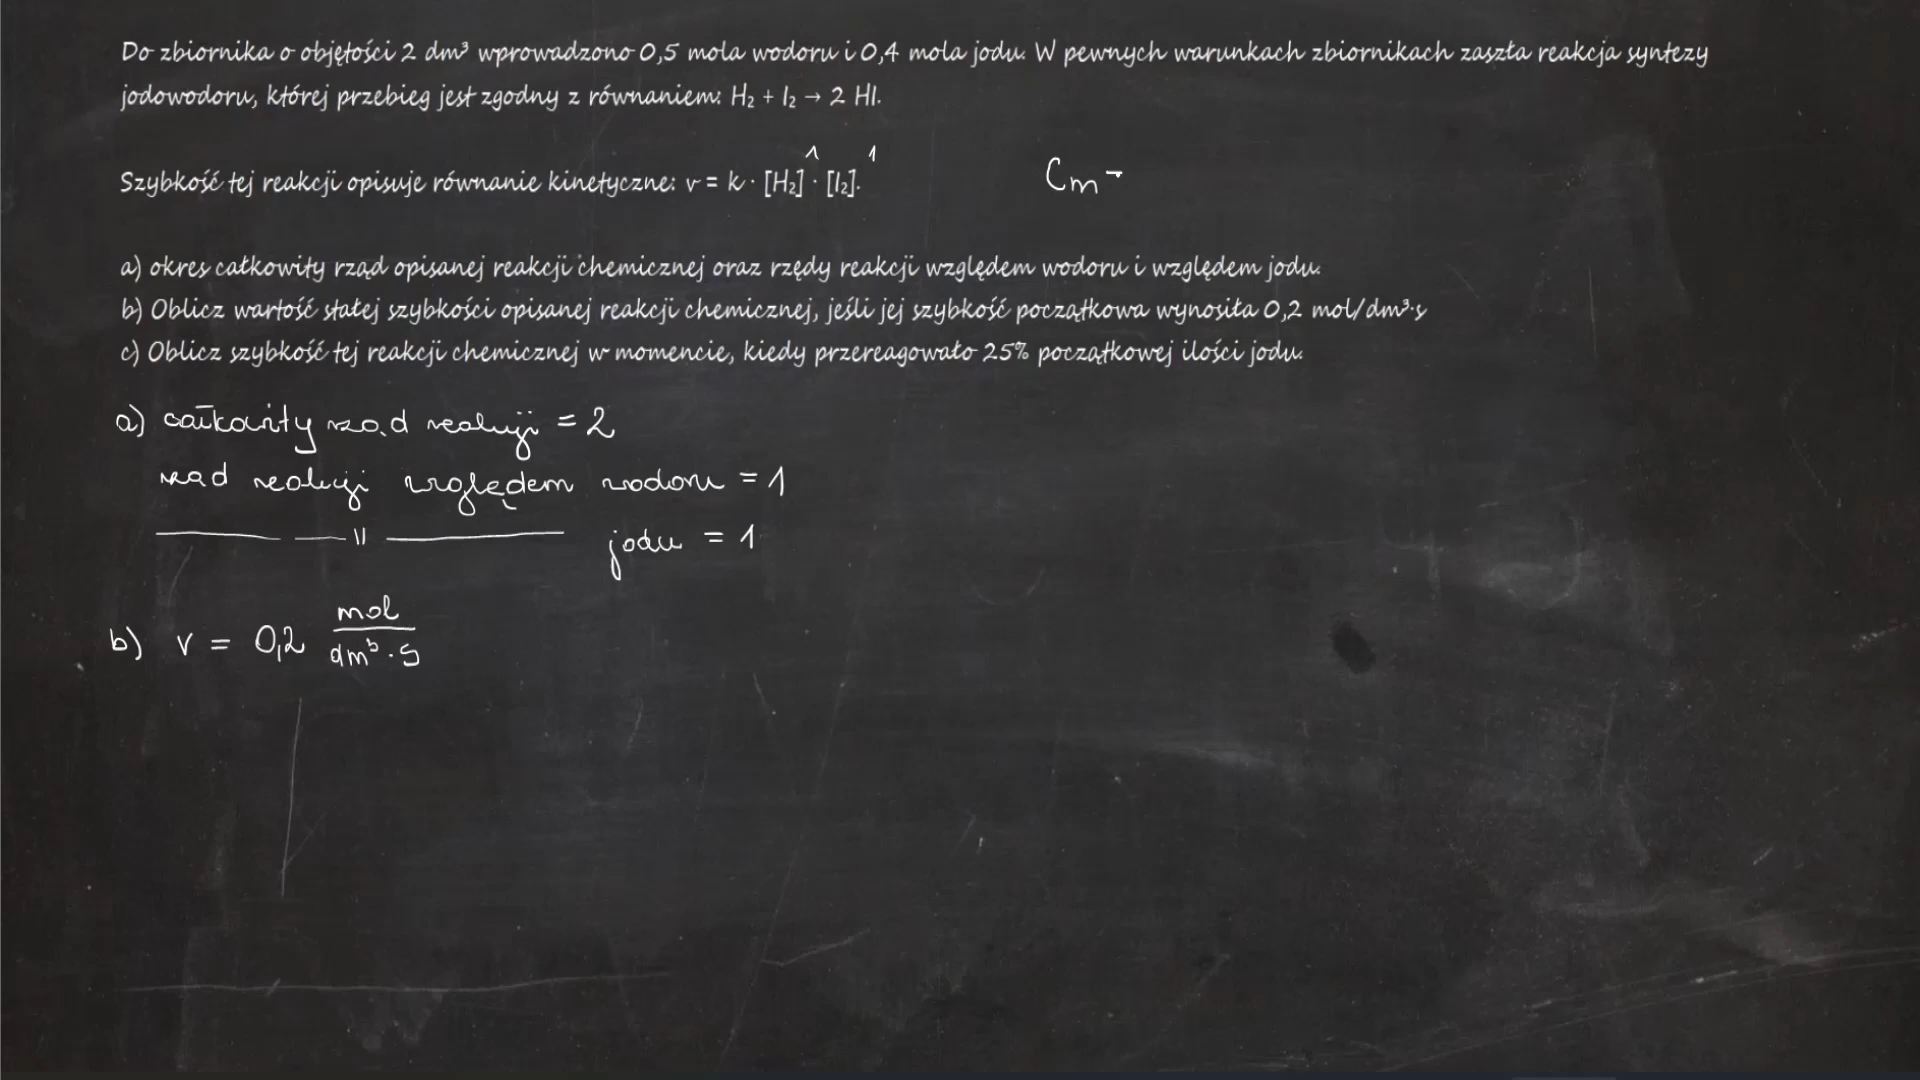 Do zbiornika o objętości 2 dm³ wprowadzono 0,5 mola wodoru i 0,4 mola jodu. W pewnych warunkach zbiornikach zaszła reakcja syntezy
jodowodoru, której przebieg jest zgodny z równaniem: H₂ + I₂ → 2 HI.
1 1
Szybkość tej reakcji opisuje równanie kinetyczne: v = k · [H₂] · [I₂].
Cm -
a) okres całkowity rząd opisanej reakcji chemicznej oraz rzędy reakcji względem wodoru i względem jodu.
b) Oblicz wartość stałej szybkości opisanej reakcji chemicznej, jeśli jej szybkość początkowa wynosiła 0,2 mol/dm³·s
c) Oblicz szybkość tej reakcji chemicznej w momencie, kiedy przereagowało 25% początkowej ilości jodu.
a) całkowity rząd reakcji = 2
rząd reakcji względem wodoru = 1
—— — 11 —— jodu = 1
b) v = 0,2 mol / dm³ · s